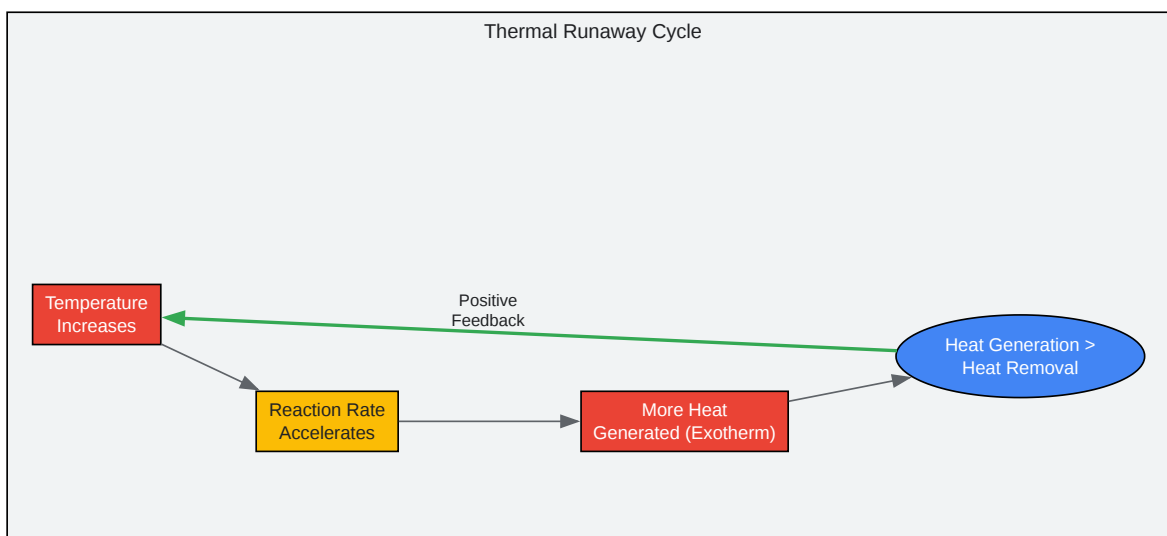 Thermal Runaway Cycle
Temperature
Increases
Positive
Feedback
Heat Generation >
Heat Removal
Reaction Rate
Accelerates
More Heat
Generated (Exotherm)